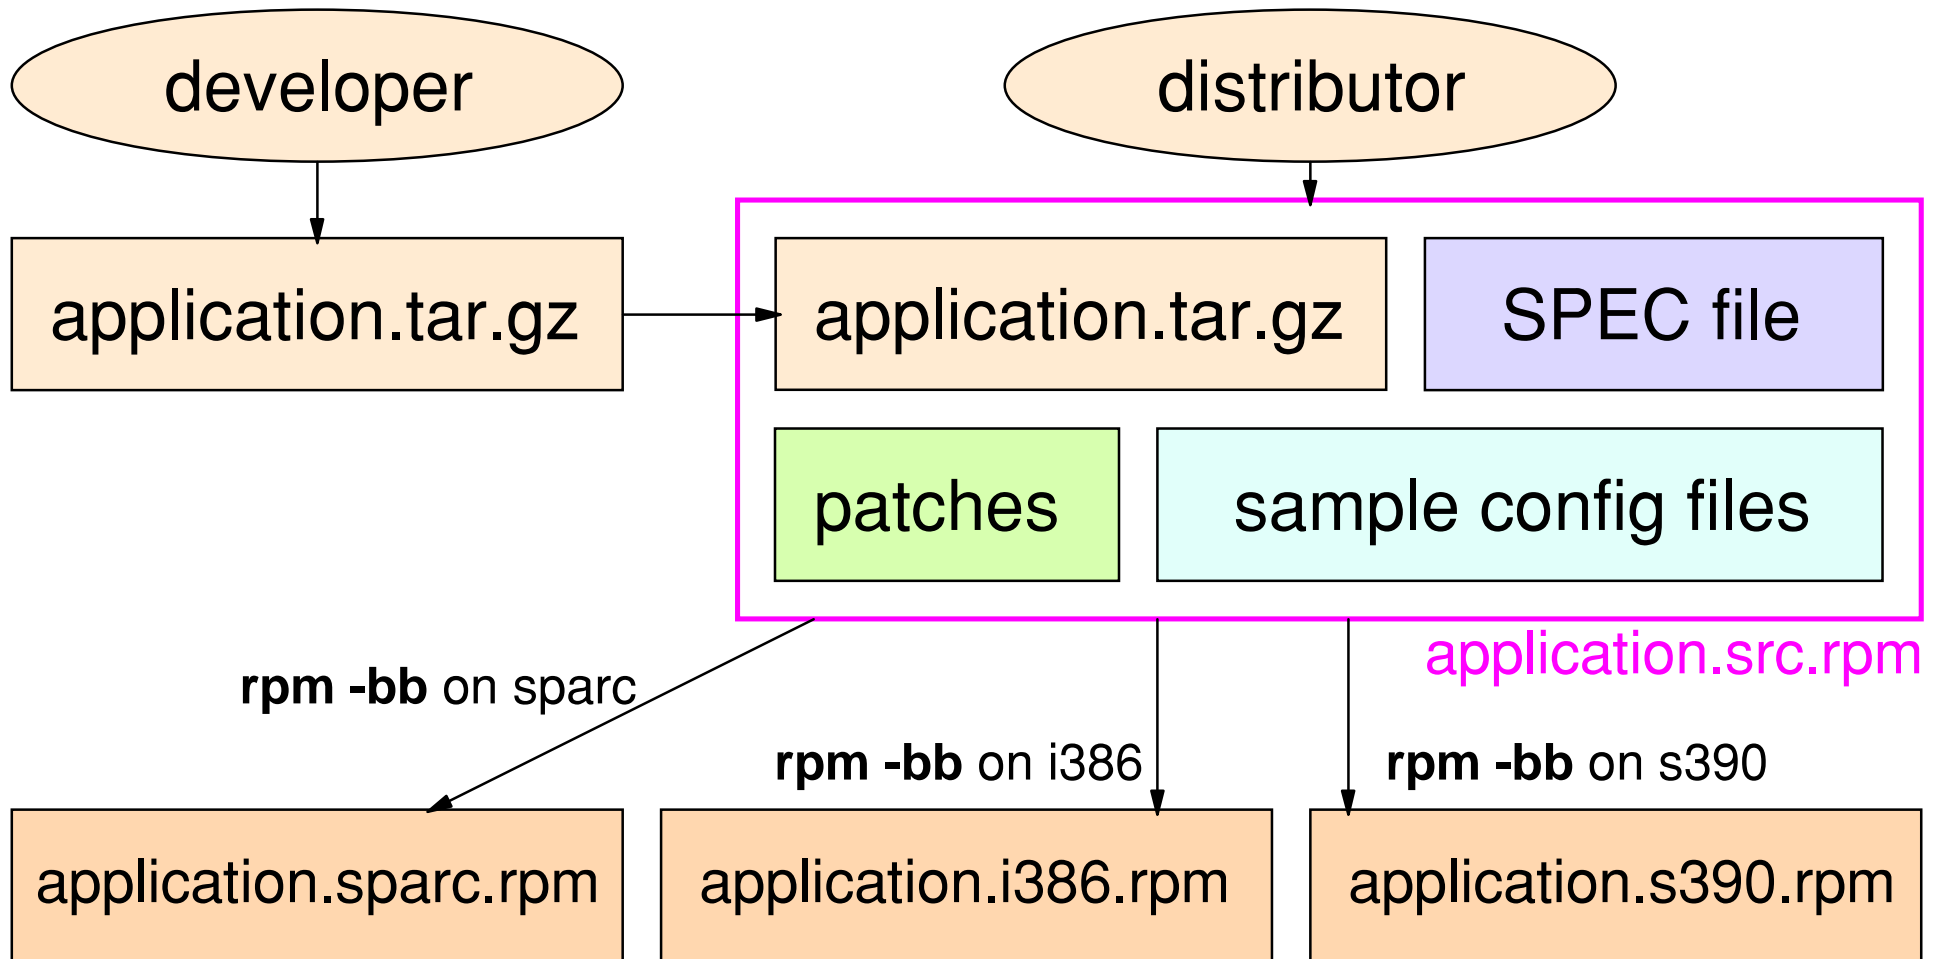 developer
distributor
application.tar.gz
application.tar.gz
SPEC file
patches
sample config files
application.src.rpm
rpm -bb on sparc
rpm -bb on i386
rpm -bb on s390
application.sparc.rpm
application.i386.rpm
application.s390.rpm